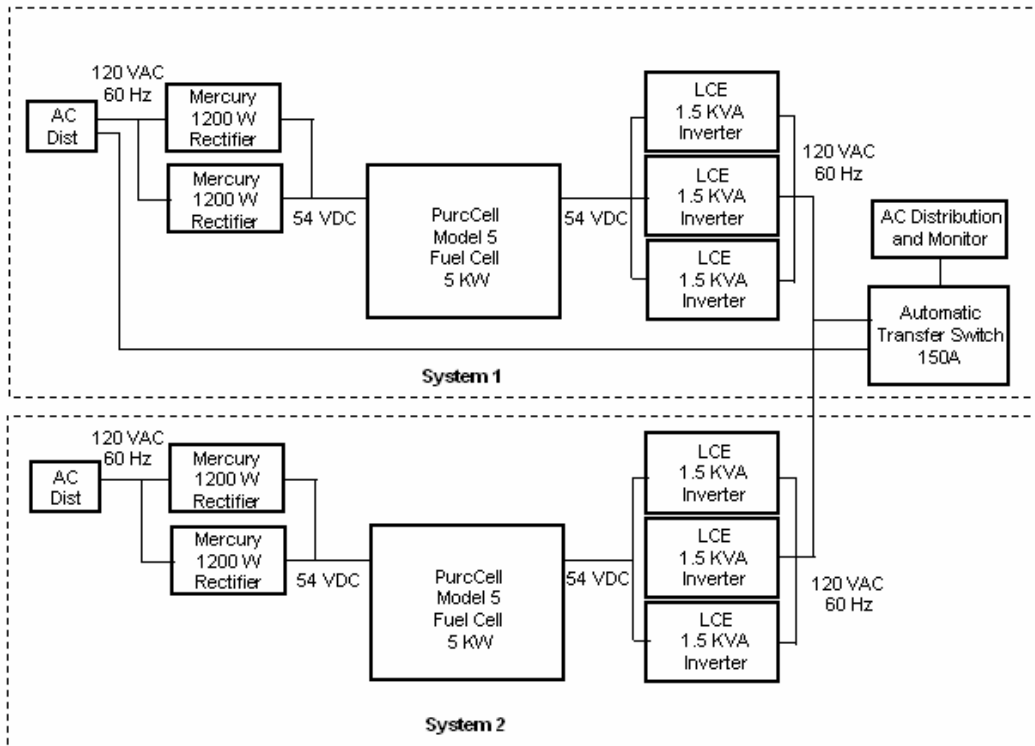 120 VAC
60 Hz
AC
Dist
Mercury
1200 W
Rectifier
Mercury
1200 W
Rectifier
54 VDC
PurcCell
Model 5
Fuel Cell
5 KW
54 VDC
LCE
1.5 KVA
Inverter
LCE
1.5 KVA
Inverter
LCE
1.5 KVA
Inverter
120 VAC
60 Hz
AC Distribution
and Monitor
Automatic
Transfer Switch
150A
System 1
120 VAC
60 Hz
AC
Dist
Mercury
1200 W
Rectifier
Mercury
1200 W
Rectifier
54 VDC
PurcCell
Model 5
Fuel Cell
5 KW
54 VDC
LCE
1.5 KVA
Inverter
LCE
1.5 KVA
Inverter
LCE
1.5 KVA
Inverter
120 VAC
60 Hz
System 2